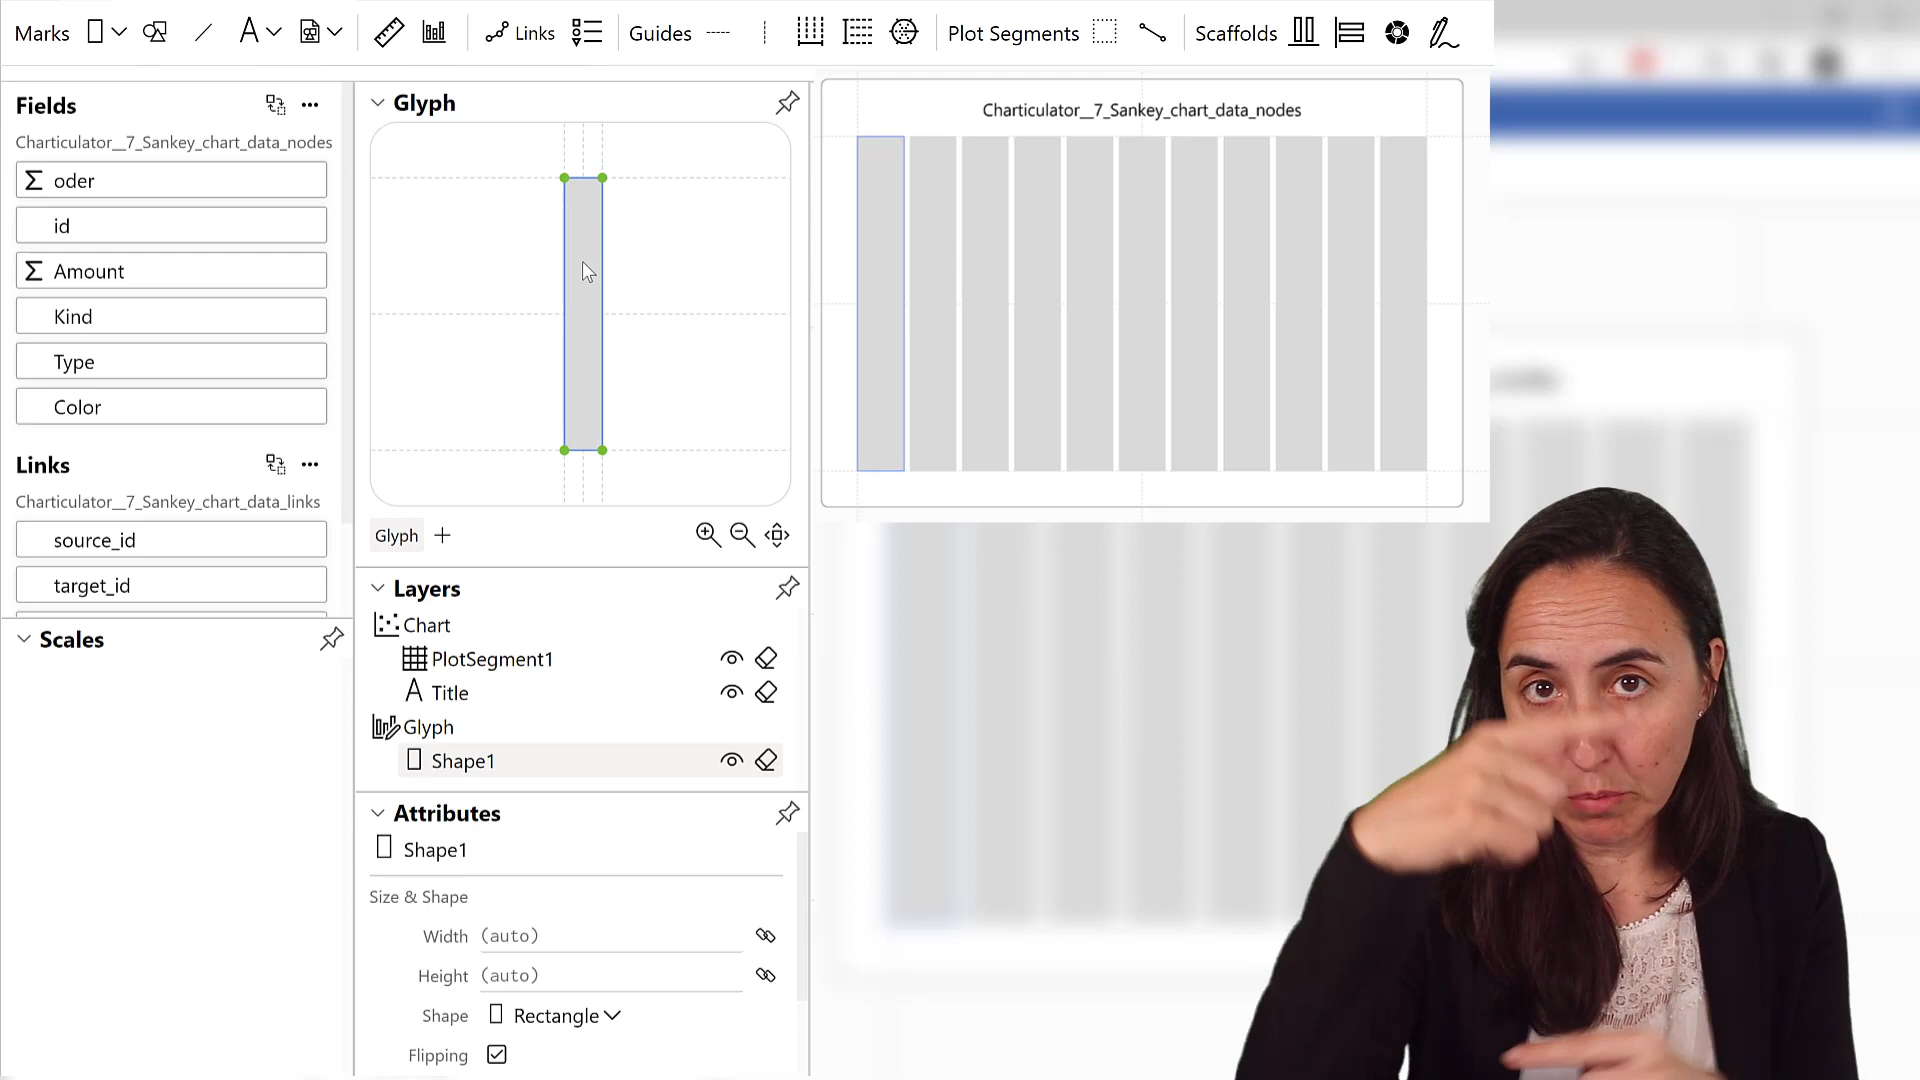 Marks
A
Links
Guides
Plot Segments
Scaffolds
Fields
Charticulator__7_Sankey_chart_data_nodes
Σ oder
id
Σ Amount
Kind
Type
Color
Links
Charticulator__7_Sankey_chart_data_links
source_id
target_id
Scales
Glyph
Glyph +
Layers
Chart
PlotSegment1
A Title
Glyph
Shape1
Attributes
Shape1
Size & Shape
Width (auto)
Height (auto)
Shape Rectangle
Flipping
Charticulator__7_Sankey_chart_data_nodes